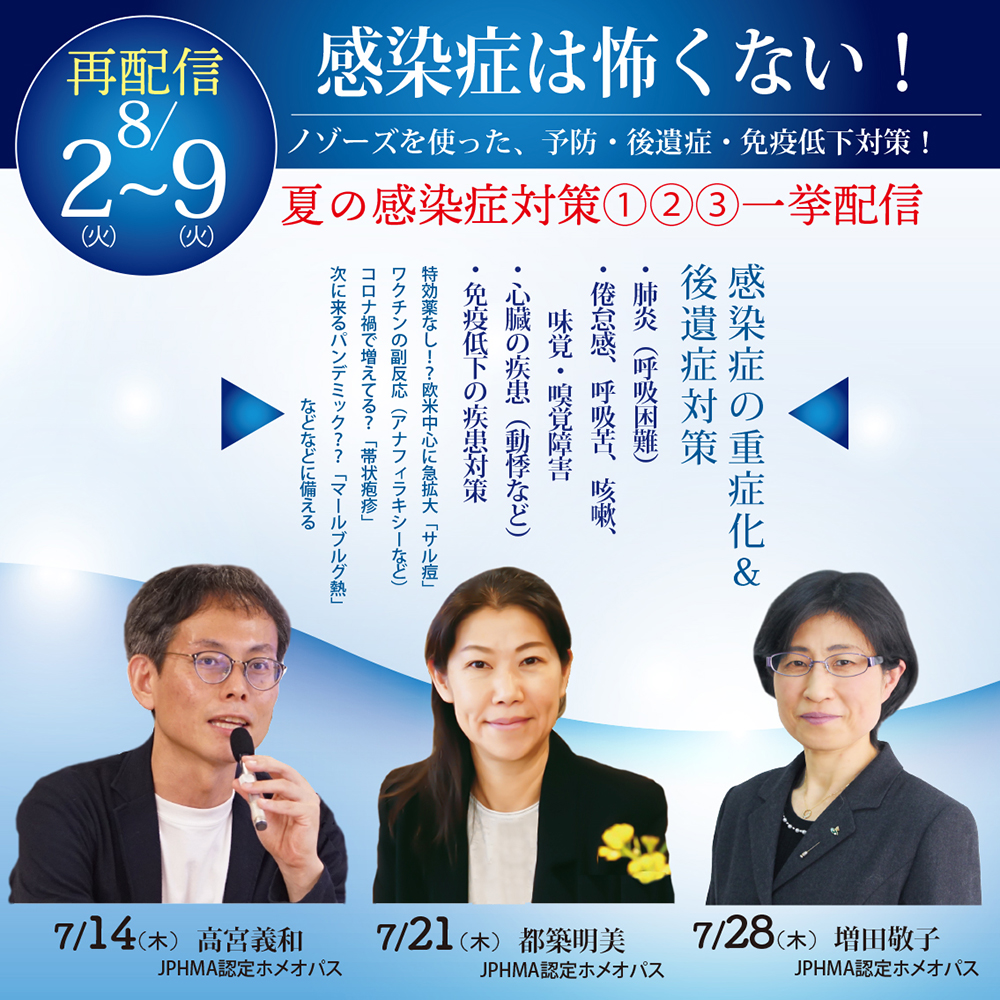 再配信
8/
2～9
(火) (火)
感染症は怖くない！
ノゾーズを使った、予防・後遺症・免疫低下対策！
夏の感染症対策①②③一挙配信
感染症の重症化＆
後遺症対策
・肺炎（呼吸困難）
・倦怠感、呼吸苦、咳嗽、
味覚・嗅覚障害
・心臓の疾患（動悸など）
・免疫低下の疾患対策
特効薬なし！？欧米中心に急拡大「サル痘」
ワクチンの副反応（アナフィラキシーなど）
コロナ禍で増えてる？「帯状疱疹」
次に来るパンデミック？？「マールブルグ熱」
などなどに備える
7/14（木） 高宮義和
JPHMA認定ホメオパス
7/21（木） 都築明美
JPHMA認定ホメオパス
7/28（木） 増田敬子
JPHMA認定ホメオパス